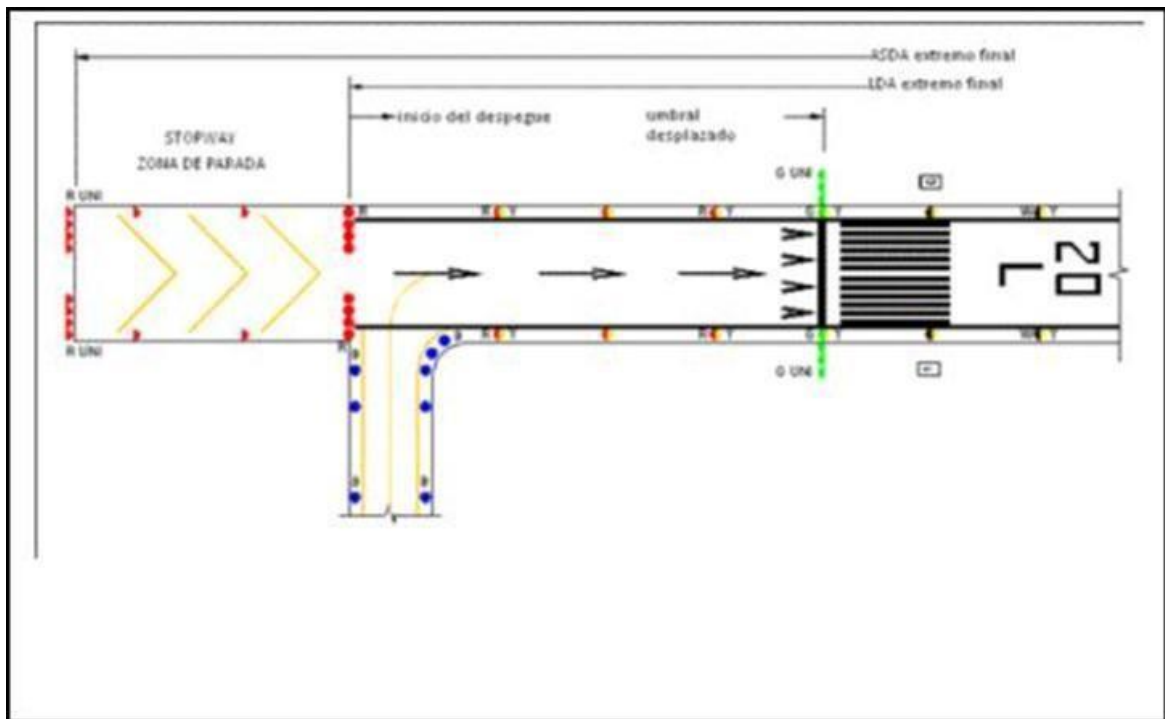 ASDA extremo final
LDA extremo final
inicio del despegue
umbral
desplazado
STOPWAY
ZONA DE PARADA
G UNI
R UNI
R
R Y
R Y
G Y
Y
20
L
R UNI
R
B
B
R Y
R Y
G Y
Y
G UNI
B
B